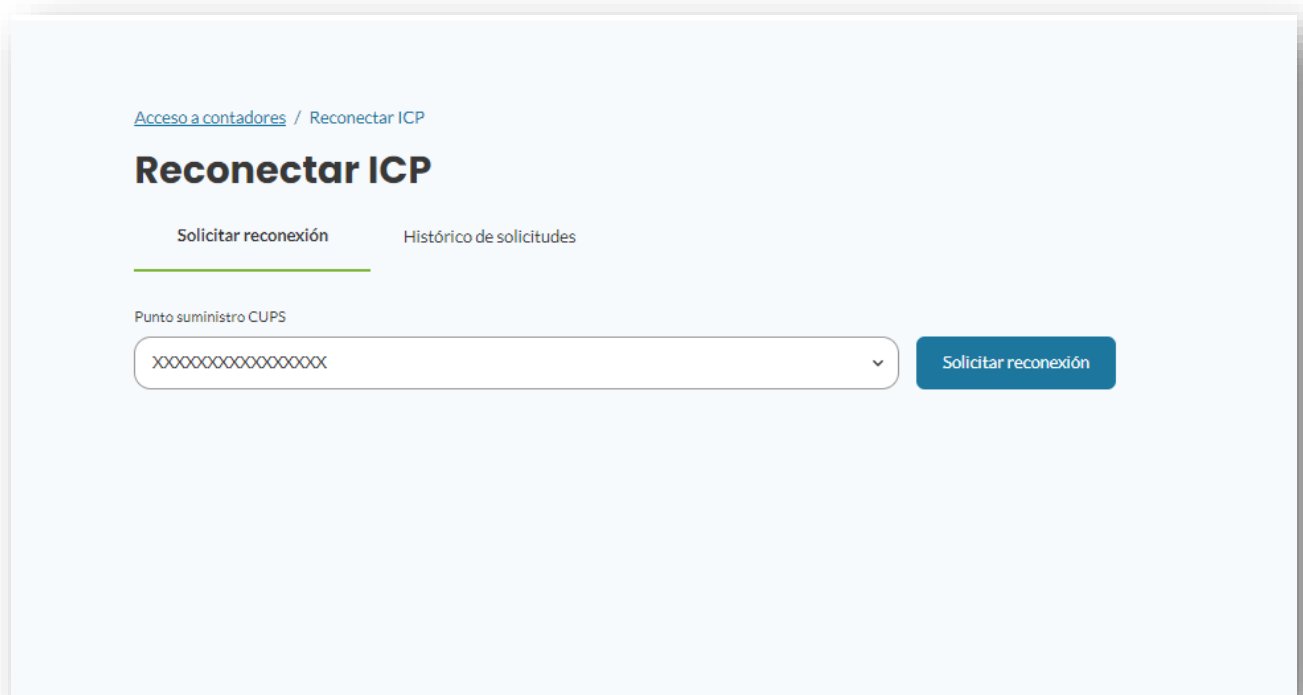 Acceso a contadores / Reconectar ICP
Reconectar ICP
Solicitar reconexión Histórico de solicitudes
Punto suministro CUPS
XXXXXXXXXXXXXXXX Solicitar reconexión